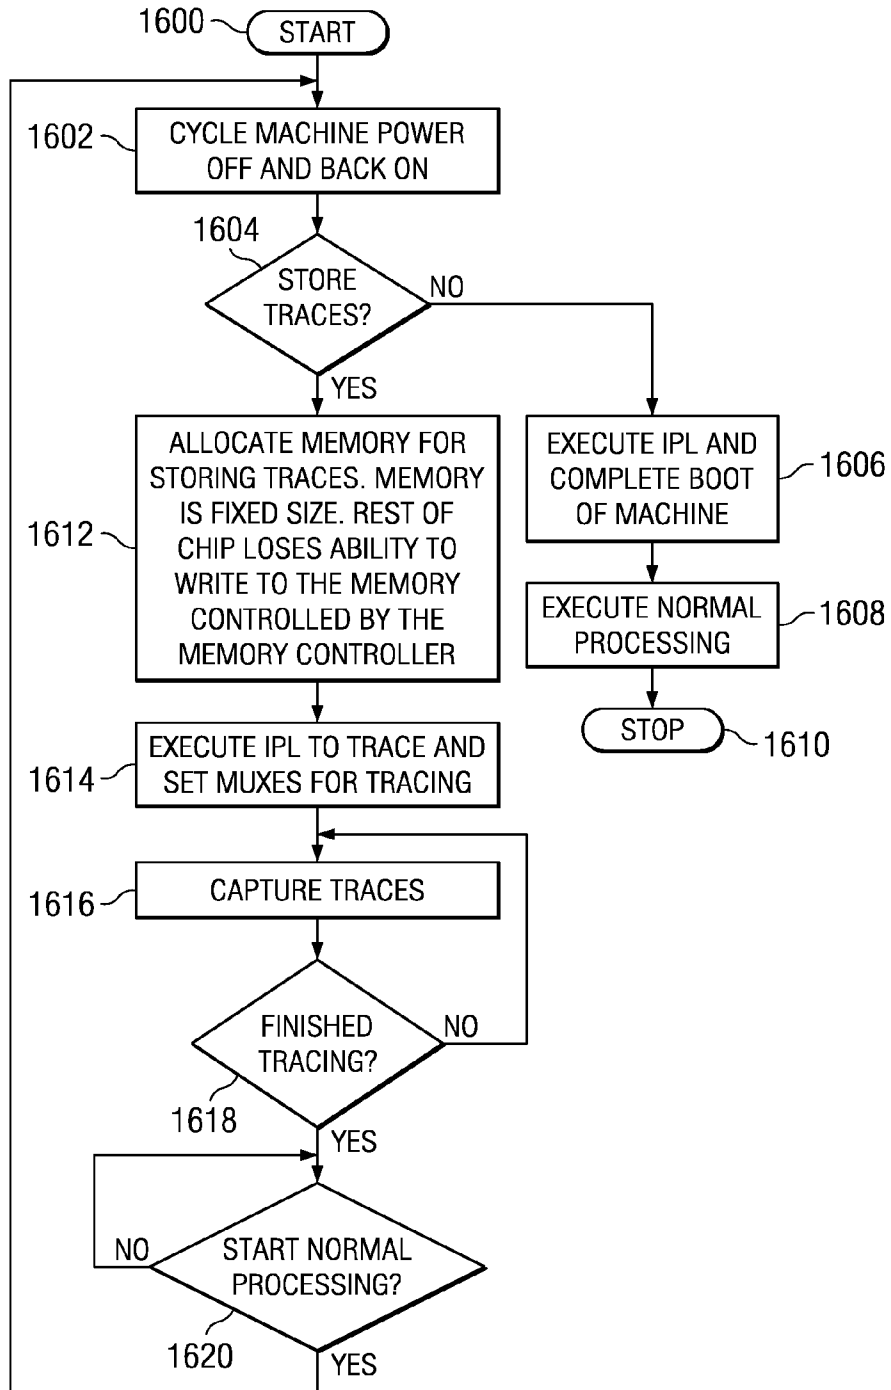 1600
START
1602
CYCLE MACHINE POWER
OFF AND BACK ON
1604
STORE
TRACES?
NO
YES
ALLOCATE MEMORY FOR
STORING TRACES. MEMORY
IS FIXED SIZE. REST OF
CHIP LOSES ABILITY TO
WRITE TO THE MEMORY
CONTROLLED BY THE
MEMORY CONTROLLER
1612
EXECUTE IPL AND
COMPLETE BOOT
OF MACHINE
1606
EXECUTE NORMAL
PROCESSING
1608
STOP
1610
EXECUTE IPL TO TRACE AND
SET MUXES FOR TRACING
1614
CAPTURE TRACES
1616
FINISHED
TRACING?
NO
1618
YES
START NORMAL
PROCESSING?
NO
1620
YES